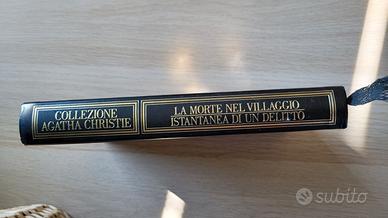 COLLEZIONE
AGATHA CHRISTIE
LA MORTE NEL VILLAGGIO
ISTANTANEA DI UN DELITTO
subito